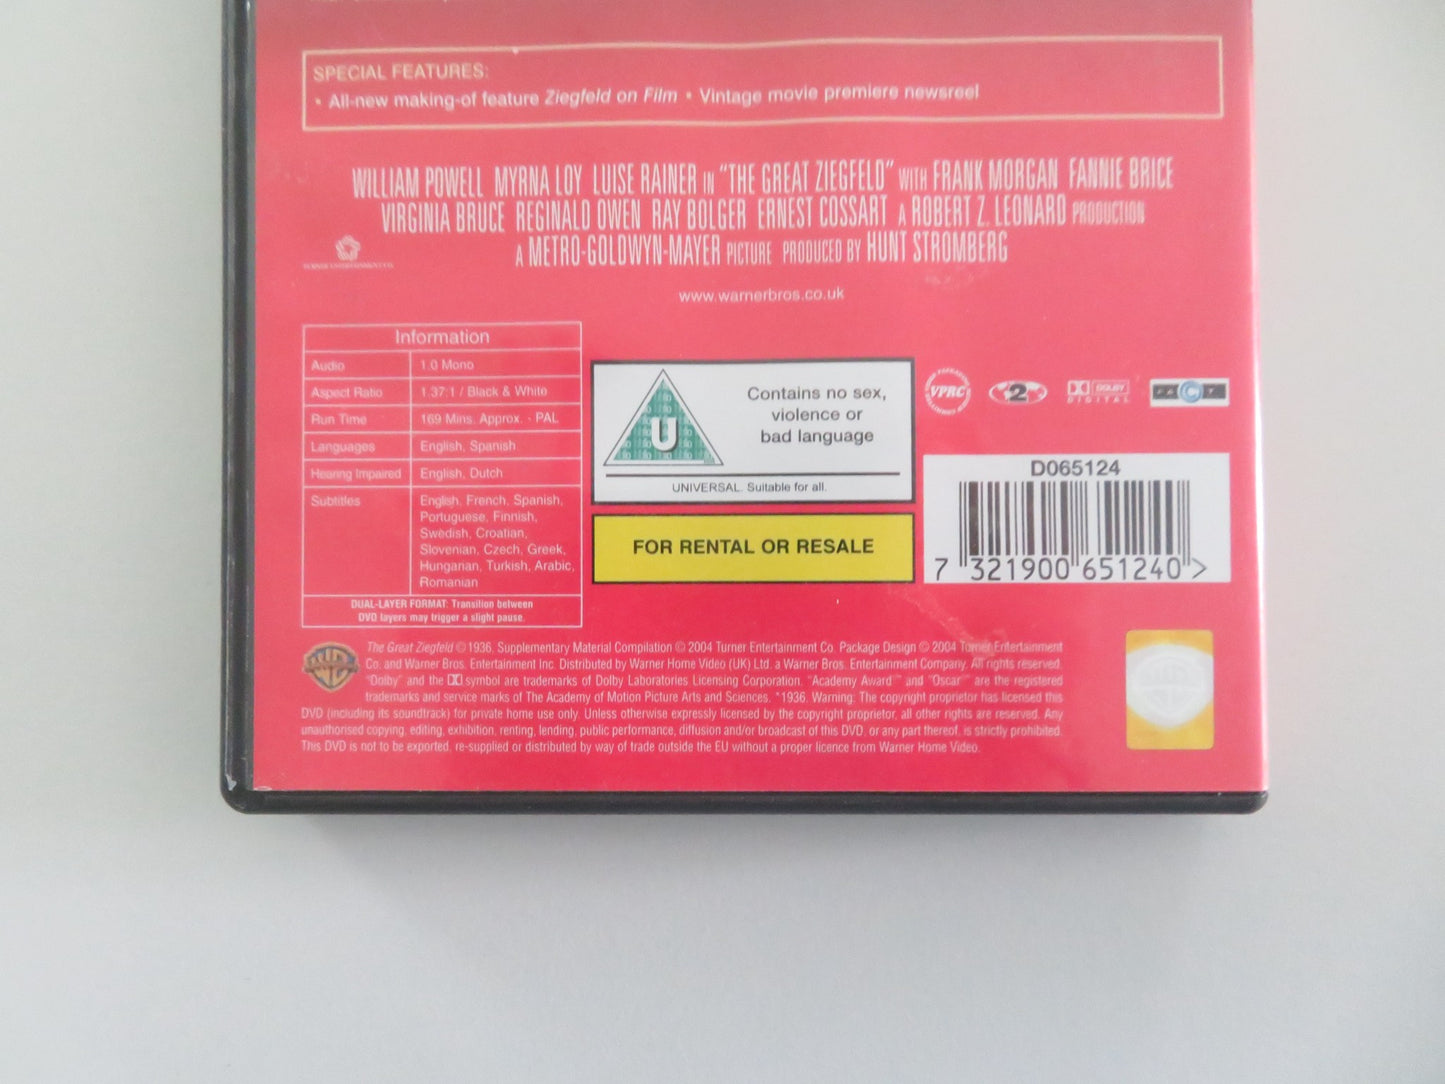 SPECIAL FEATURES:
• All-new making-of feature Ziegfeld on Film • Vintage movie premiere newsreel
WILLIAM POWELL MYRNA LOY LUISE RAINER IN "THE GREAT ZIEGFELD" WITH FRANK MORGAN FANNIE BRICE
VIRGINIA BRUCE REGINALD OWEN RAY BOLGER ERNEST COSSART A ROBERT Z. LEONARD PRODUCTION
A METRO-GOLDWYN-MAYER PICTURE PRODUCED BY HUNT STROMBERG
TURNER ENTERTAINMENT CO.
www.warnerbros.co.uk
Information
Audio 1.0 Mono
Aspect Ratio 1.37:1 / Black & White
Run Time 169 Mins. Approx. - PAL
Languages English, Spanish
Hearing Impaired English, Dutch
Subtitles English, French, Spanish,
Portuguese, Finnish,
Swedish, Croatian,
Slovenian, Czech, Greek,
Hungarian, Turkish, Arabic,
Romanian
DUAL-LAYER FORMAT: Transition between
DVD layers may trigger a slight pause.
U
Contains no sex,
violence or
bad language
UNIVERSAL. Suitable for all.
FOR RENTAL OR RESALE
VPRC
2
DOLBY
DIGITAL
D065124
7 321900 651240 >
The Great Ziegfeld © 1936. Supplementary Material Compilation © 2004 Turner Entertainment Co. Package Design © 2004 Turner Entertainment
Co. and Warner Bros. Entertainment Inc. Distributed by Warner Home Video (UK) Ltd. a Warner Bros. Entertainment Company. All rights reserved.
"Dolby" and the symbol are trademarks of Dolby Laboratories Licensing Corporation. "Academy Award" and "Oscar" are the registered
trademarks and service marks of The Academy of Motion Picture Arts and Sciences. *1936. Warning: The copyright proprietor has licensed this
DVD (including its soundtrack) for private home use only. Unless otherwise expressly licensed by the copyright proprietor, all other rights are reserved. Any
unauthorised copying, editing, exhibition, renting, lending, public performance, diffusion and/or broadcast of this DVD, or any part thereof, is strictly prohibited.
This DVD is not to be exported, re-supplied or distributed by way of trade outside the EU without a proper licence from Warner Home Video.